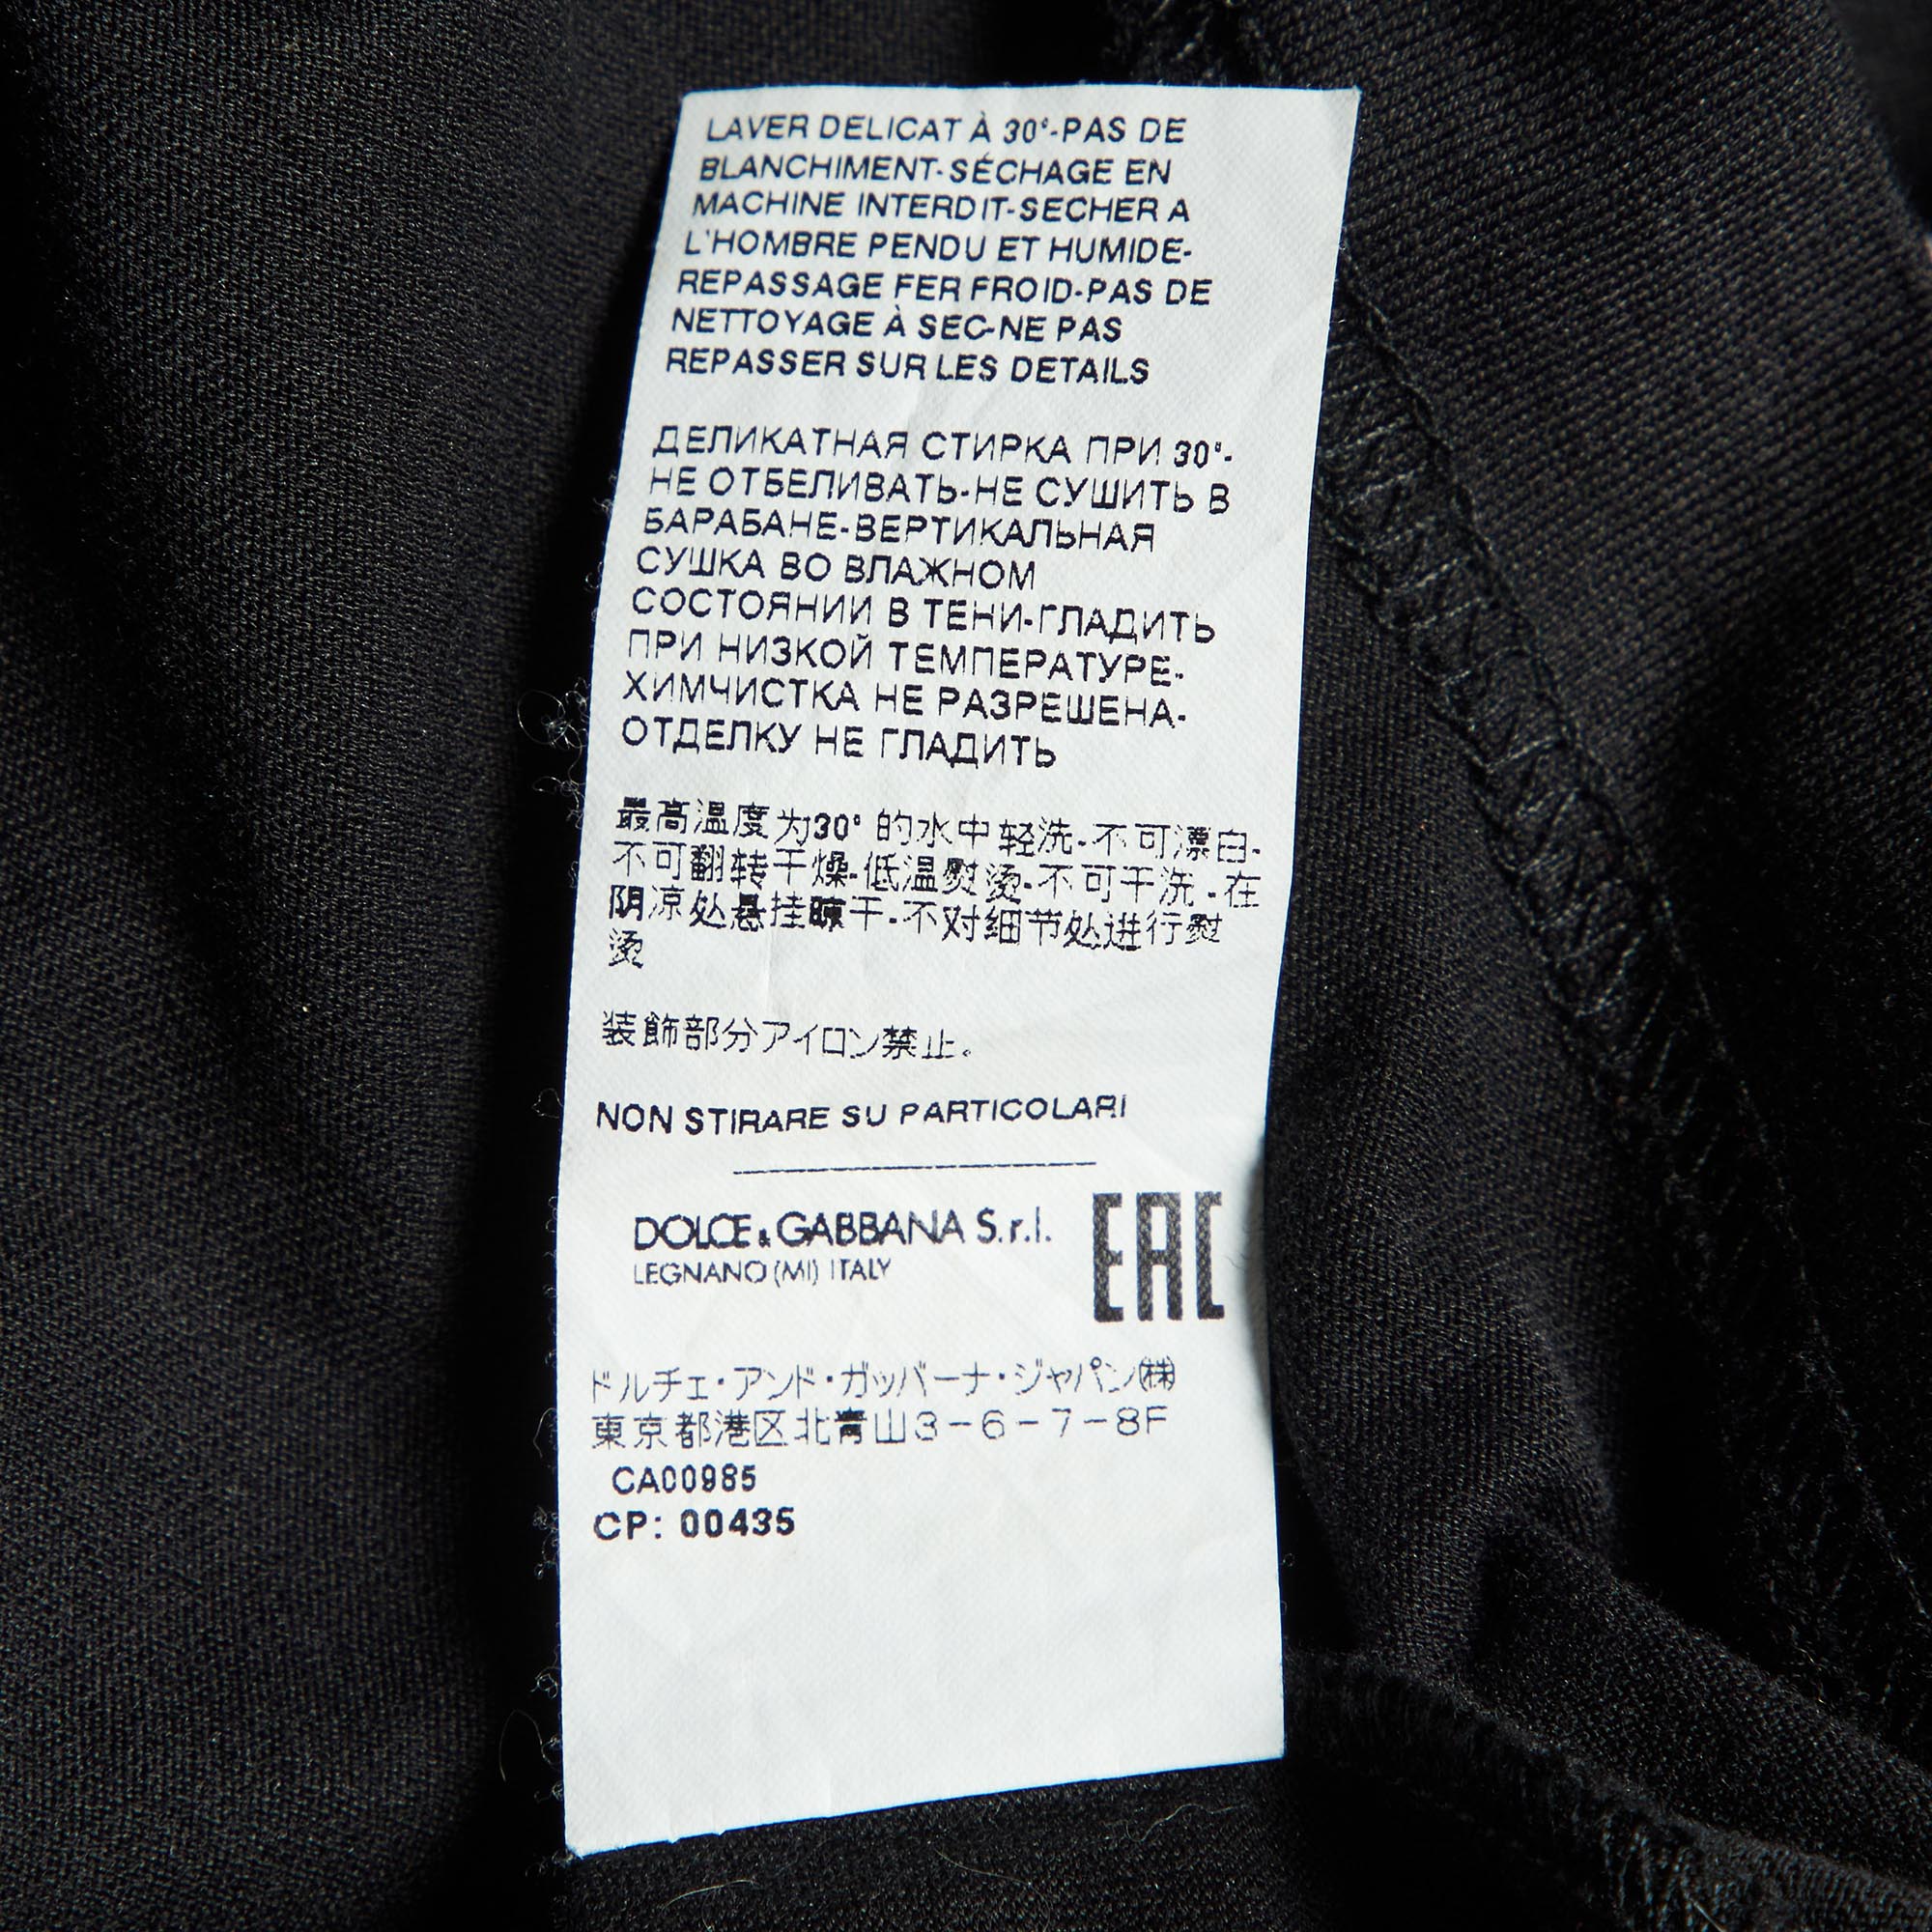 LAVER DELICAT À 30°-PAS DE
BLANCHIMENT-SÉCHAGE EN
MACHINE INTERDIT-SECHER A
L'HOMBRE PENDU ET HUMIDE-
REPASSAGE FER FROID-PAS DE
NETTOYAGE À SEC-NE PAS
REPASSER SUR LES DETAILS
ДЕЛИКАТНАЯ СТИРКА ПРИ 30°-
НЕ ОТБЕЛИВАТЬ-НЕ СУШИТЬ В
БАРАБАНЕ-ВЕРТИКАЛЬНАЯ
СУШКА ВО ВЛАЖНОМ
СОСТОЯНИИ В ТЕНИ-ГЛАДИТЬ
ПРИ НИЗКОЙ ТЕМПЕРАТУРЕ-
ХИМЧИСТКА НЕ РАЗРЕШЕНА-
ОТДЕЛКУ НЕ ГЛАДИТЬ
最高温度为30° 的水中轻洗-不可漂白-
不可翻转干燥-低温熨烫-不可干洗-在
阴凉处悬挂晾干-不对细节处进行熨
烫
装飾部分アイロン禁止。
NON STIRARE SU PARTICOLARI
DOLCE & GABBANA S.r.l.
LEGNANO (MI) ITALY
EAC
ドルチェ・アンド・ガッバーナ・ジャパン㈱
東京都港区北青山3-6-7-8F
CA00985
CP: 00435